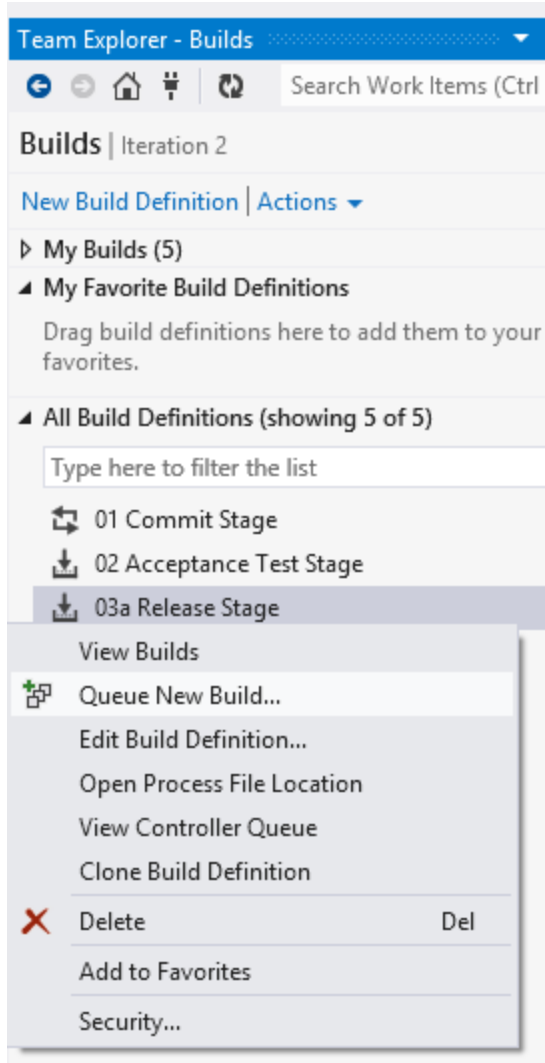 Team Explorer - Builds
Search Work Items (Ctrl
Builds | Iteration 2
New Build Definition | Actions
My Builds (5)
My Favorite Build Definitions
Drag build definitions here to add them to your
favorites.
All Build Definitions (showing 5 of 5)
Type here to filter the list
01 Commit Stage
02 Acceptance Test Stage
03a Release Stage
View Builds
Queue New Build...
Edit Build Definition...
Open Process File Location
View Controller Queue
Clone Build Definition
Delete Del
Add to Favorites
Security...